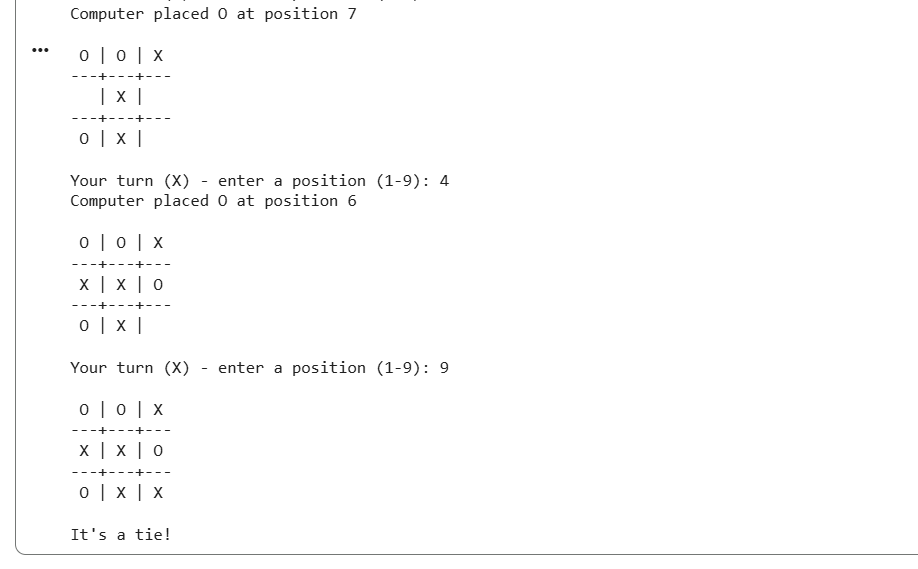 Computer placed O at position 7
•••
O | O | X
---+---+---
  | X |
---+---+---
O | X |
Your turn (X) - enter a position (1-9): 4
Computer placed O at position 6
O | O | X
---+---+---
X | X | O
---+---+---
O | X |
Your turn (X) - enter a position (1-9): 9
O | O | X
---+---+---
X | X | O
---+---+---
O | X | X
It's a tie!